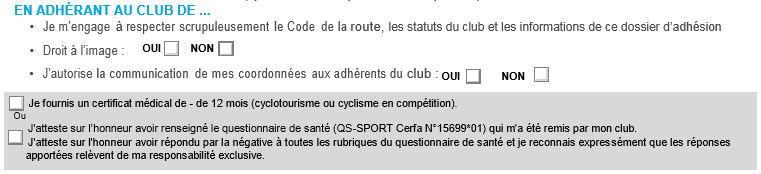 EN ADHÉRANT AU CLUB DE ...
• Je m'engage à respecter scrupuleusement le Code de la route, les statuts du club et les informations de ce dossier d'adhésion
• Droit à l'image : OUI NON
• J'autorise la communication de mes coordonnées aux adhérents du club : OUI NON
Je fournis un certificat médical de - de 12 mois (cyclotourisme ou cyclisme en compétition).
Ou
J'atteste sur l'honneur avoir renseigné le questionnaire de santé (QS-SPORT Cerfa N°15699*01) qui m'a été remis par mon club.
J'atteste sur l'honneur avoir répondu par la négative à toutes les rubriques du questionnaire de santé et je reconnais expressément que les réponses
apportées relèvent de ma responsabilité exclusive.